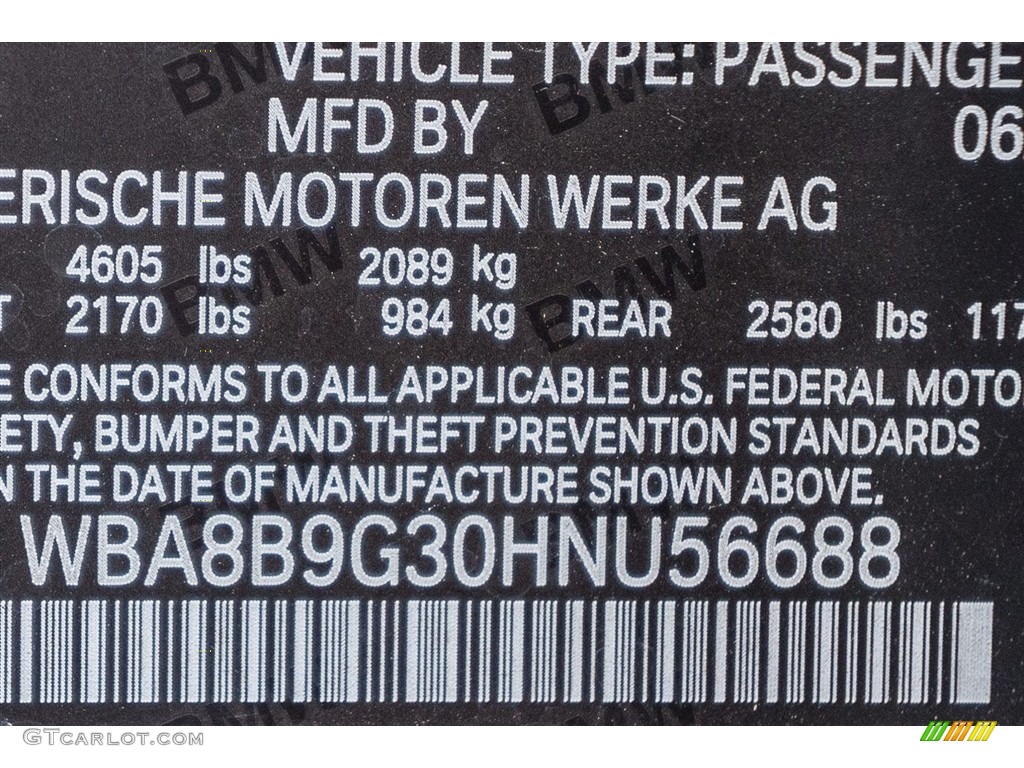 VEHICLE TYPE: PASSENGE
MFD BY 06
ERISCHE MOTOREN WERKE AG
4605 lbs 2089 kg
T 2170 lbs 984 kg REAR 2580 lbs 117
E CONFORMS TO ALL APPLICABLE U.S. FEDERAL MOTO
ETY, BUMPER AND THEFT PREVENTION STANDARDS
N THE DATE OF MANUFACTURE SHOWN ABOVE.
WBA8B9G30HNU56688
GTCARLOT.COM